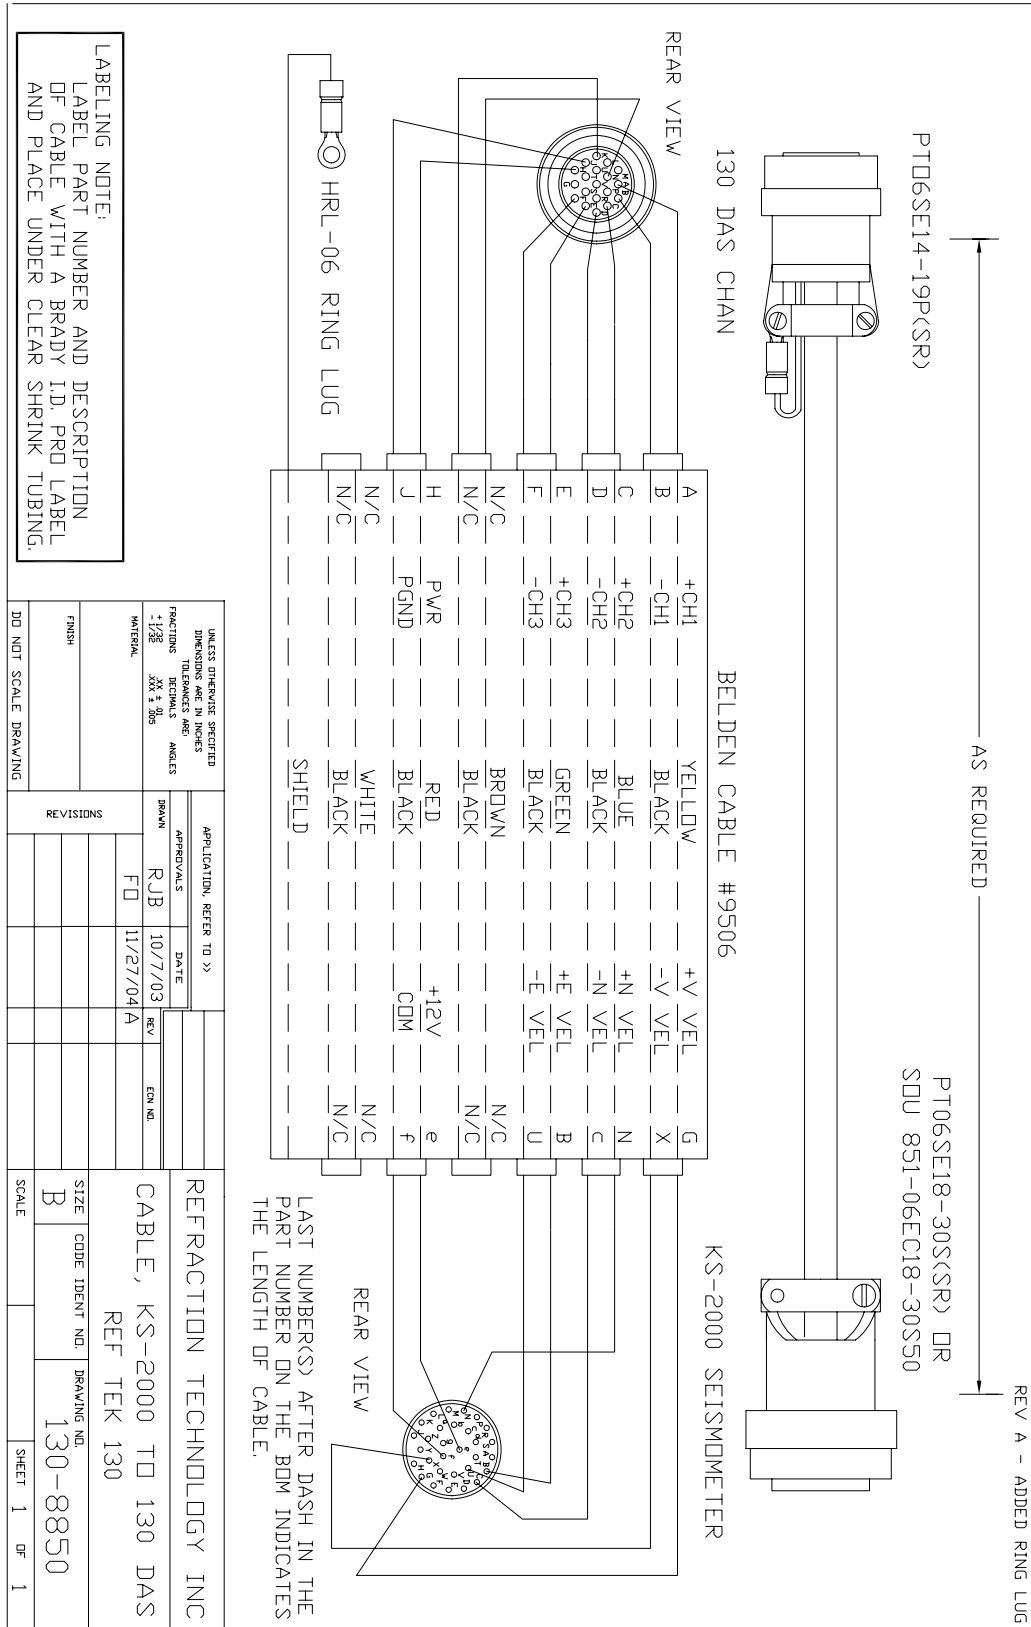 REV A - ADDED RING LUG
AS REQUIRED
PT06SE14-19P(SR)
PT06SE18-30S(SR) OR
SOU 851-06EC18-30S50
130 DAS CHAN
BELDEN CABLE #9506
KS-2000 SEISMOMETER
REAR VIEW
A +CH1 YELLOW +V VEL G
B -CH1 BLACK -V VEL X
C +CH2 BLUE +N VEL N
D -CH2 BLACK -N VEL c
E +CH3 GREEN +E VEL B
F -CH3 BLACK -E VEL U
N/C BROWN N/C
N/C BLACK N/C
H PWR RED +12V e
J PGND BLACK COM f
N/C WHITE N/C
N/C BLACK N/C
SHIELD
HRL-06 RING LUG
REAR VIEW
LAST NUMBER(S) AFTER DASH IN THE
PART NUMBER ON THE BOM INDICATES
THE LENGTH OF CABLE.
LABELING NOTE:
LABEL PART NUMBER AND DESCRIPTION
OF CABLE WITH A BRADY I.D. PRO LABEL
AND PLACE UNDER CLEAR SHRINK TUBING.
UNLESS OTHERWISE SPECIFIED
DIMENSIONS ARE IN INCHES
TOLERANCES ARE:
FRACTIONS DECIMALS ANGLES
+1/32 .XX ± .01
-1/32 .XXX ± .005
MATERIAL
FINISH
DO NOT SCALE DRAWING
APPLICATION, REFER TO >>
APPROVALS DATE
DRAWN RJB 10/7/03
REV ECN NO.
FO 11/27/04 A
REVISIONS
REFRACTION TECHNOLOGY INC
CABLE, KS-2000 TO 130 DAS
REF TEK 130
SIZE CODE IDENT NO. DRAWING NO.
B 130-8850
SCALE SHEET 1 OF 1